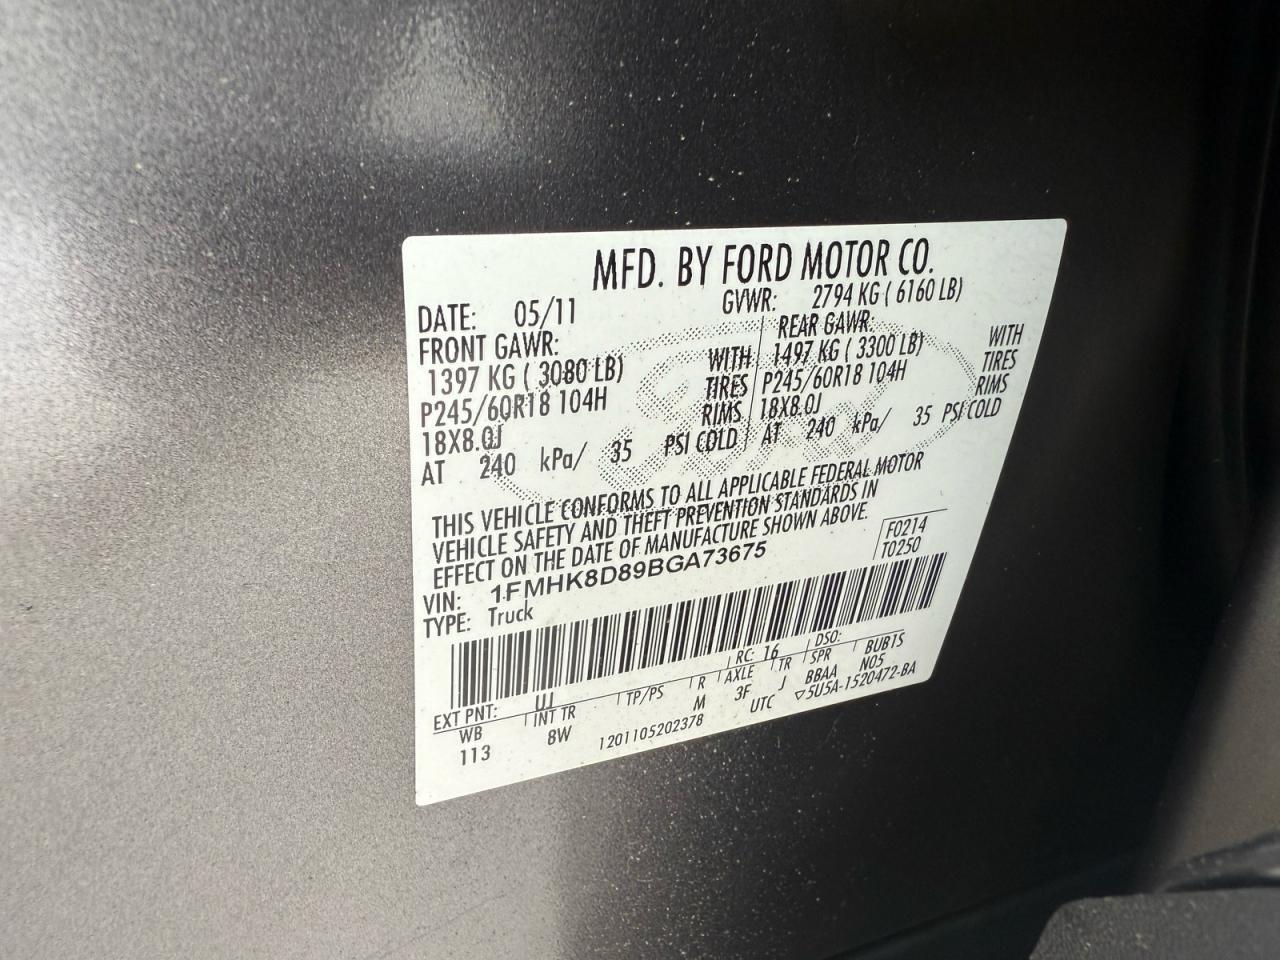 MFD. BY FORD MOTOR CO.
DATE: 05/11 GVWR: 2794 KG ( 6160 LB)
FRONT GAWR: REAR GAWR:
1397 KG ( 3080 LB) WITH 1497 KG ( 3300 LB) WITH
P245/60R18 104H TIRES P245/60R18 104H TIRES
18X8.0J RIMS 18X8.0J RIMS
AT 240 kPa/ 35 PSI COLD AT 240 kPa/ 35 PSI COLD
THIS VEHICLE CONFORMS TO ALL APPLICABLE FEDERAL MOTOR
VEHICLE SAFETY AND THEFT PREVENTION STANDARDS IN
EFFECT ON THE DATE OF MANUFACTURE SHOWN ABOVE.
F0214
T0250
VIN: 1FMHK8D89BGA73675
TYPE: Truck
EXT PNT: UJ RC: 16 DSO:
WB INT TR TP/PS R AXLE TR SPR BUBTS
113 8W M 3F J BBAA N05
1201105202378 UTC ▽5U5A-1520472-BA